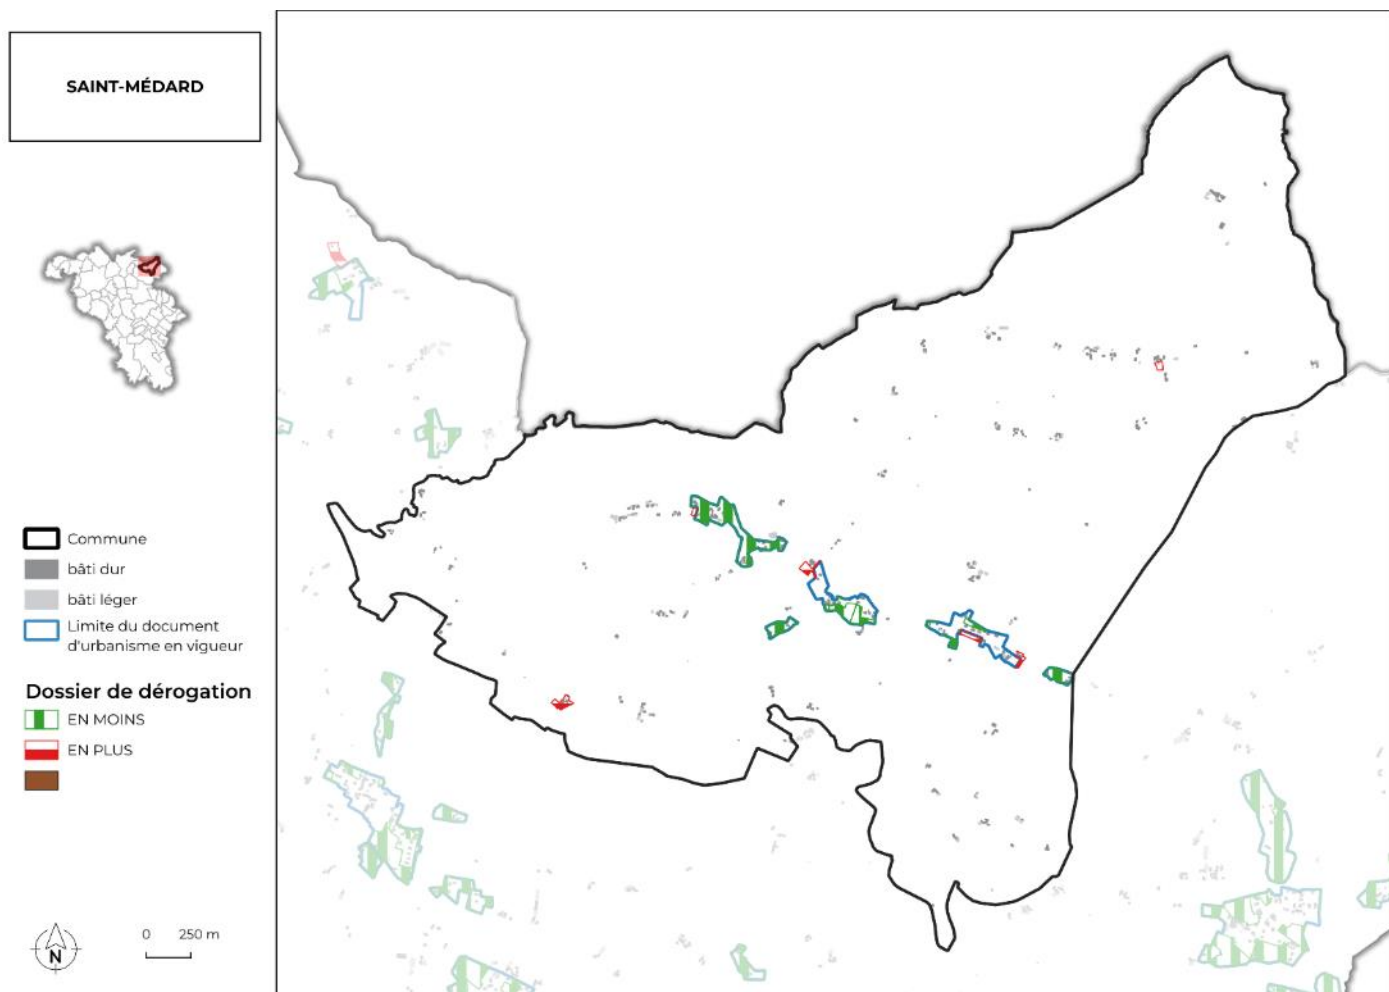 SAINT-MÉDARD
Commune
bâti dur
bâti léger
Limite du document
d'urbanisme en vigueur
Dossier de dérogation
EN MOINS
EN PLUS
N
0 250 m